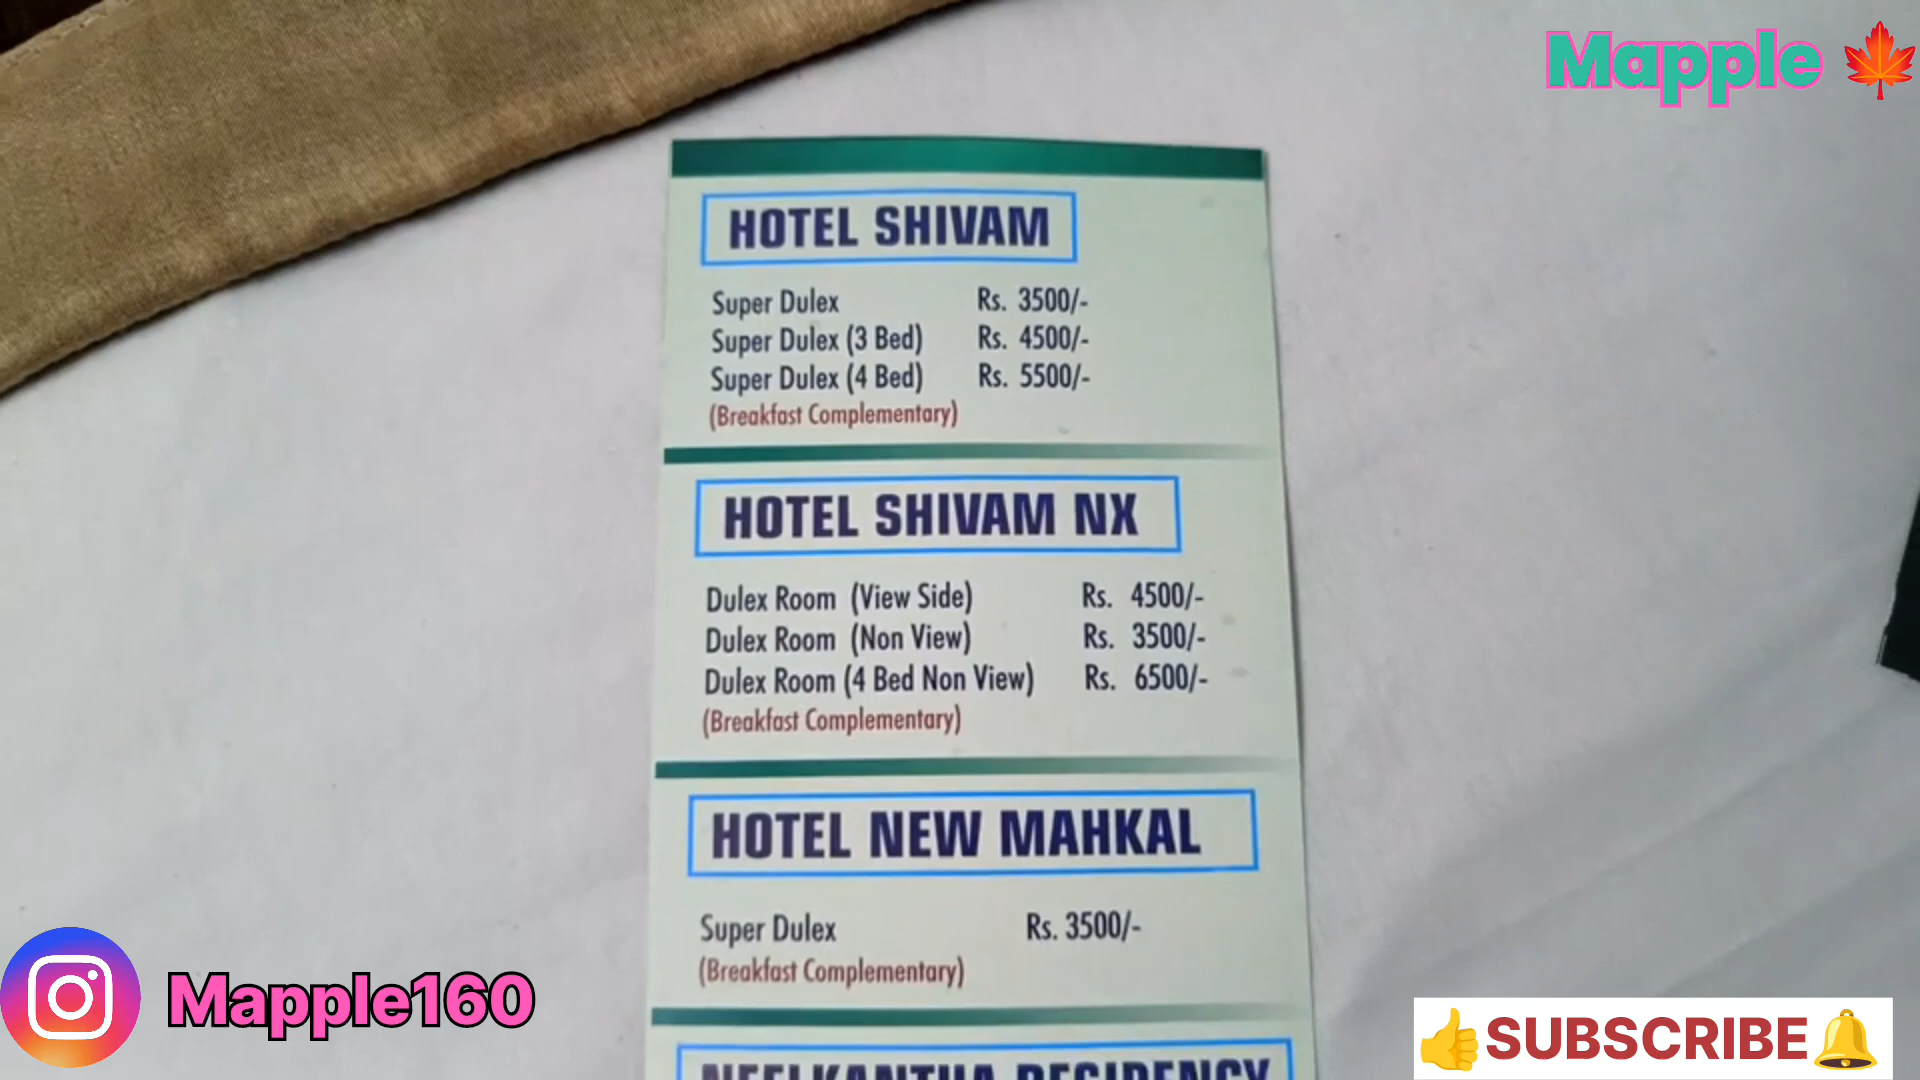 Mapple
HOTEL SHIVAM
Super Dulex Rs. 3500/-
Super Dulex (3 Bed) Rs. 4500/-
Super Dulex (4 Bed) Rs. 5500/-
(Breakfast Complementary)
HOTEL SHIVAM NX
Dulex Room (View Side) Rs. 4500/-
Dulex Room (Non View) Rs. 3500/-
Dulex Room (4 Bed Non View) Rs. 6500/-
(Breakfast Complementary)
HOTEL NEW MAHKAL
Super Dulex Rs. 3500/-
(Breakfast Complementary)
NEELKANTHA RESIDENCY
Mapple160
SUBSCRIBE